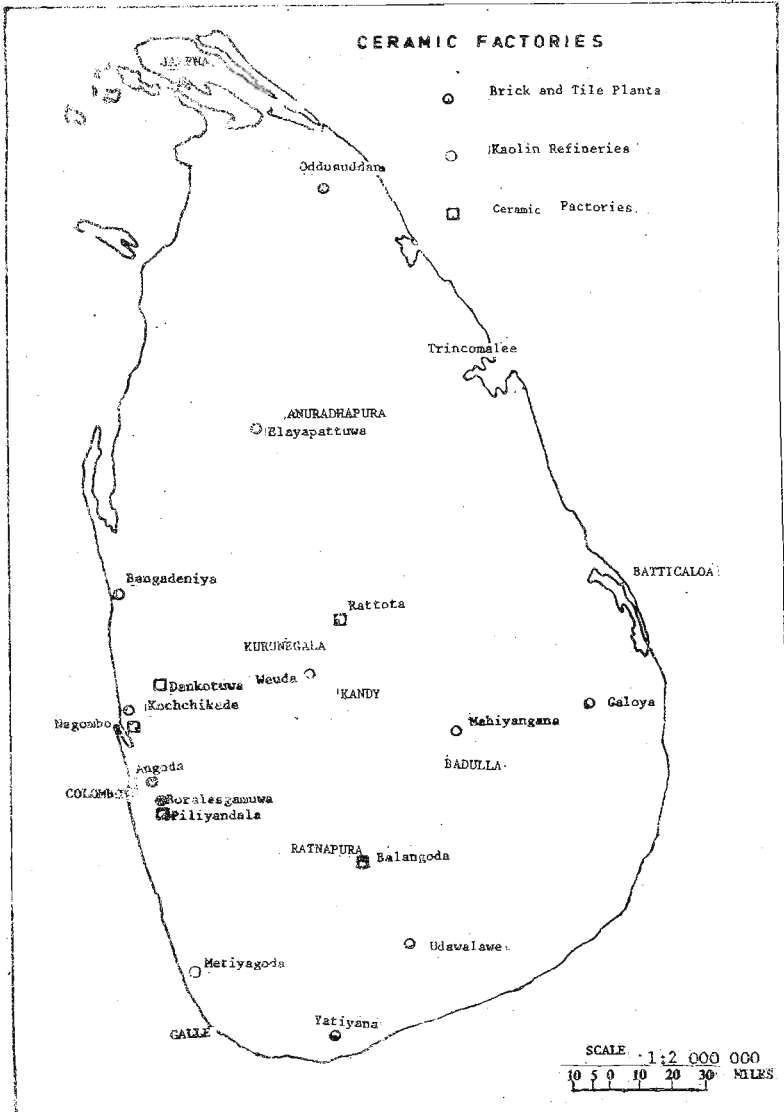 CERAMIC FACTORIES
Brick and Tile Plants
Kaolin Refineries
Ceramic Factories.
Oddusuddan
Trincomalee
ANURADHAPURA
Elayapattuwa
BATTICALOA
Bangadeniya
Rattota
KURUNEGALA
Dankotuwa
Weuda
KANDY
Kochchikade
Galoya
Negombo
Mahiyangana
BADULLA
Angoda
COLOMBO
Boralesgamuwa
Piliyandala
RATNAPURA
Balangoda
Udawalawe
Metiyagoda
GALLE
Yatiyana
SCALE 1:2 000 000
10 5 0 10 20 30 MILES